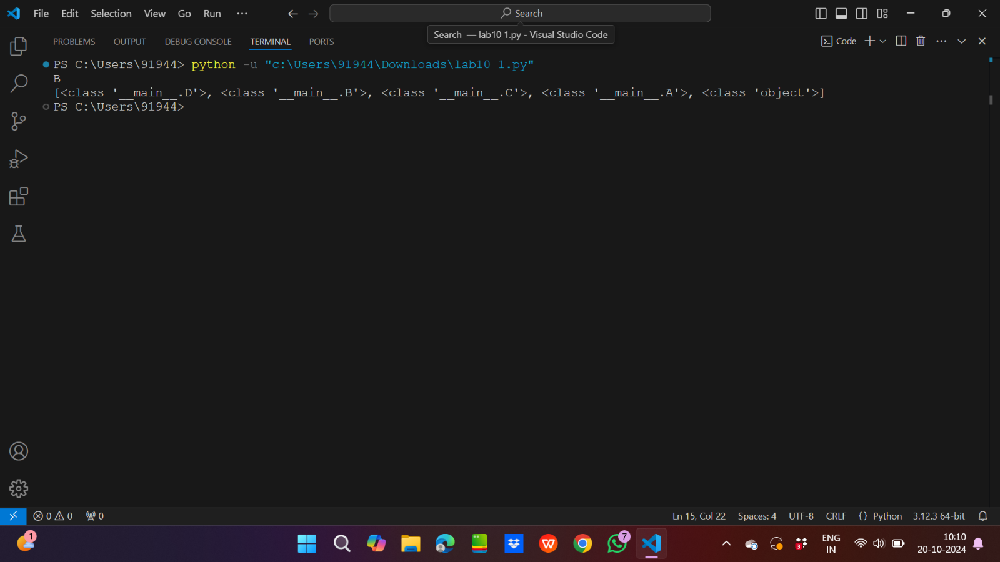 File Edit Selection View Go Run ··· Search
Search — lab10 1.py - Visual Studio Code
PROBLEMS OUTPUT DEBUG CONSOLE TERMINAL PORTS Code
PS C:\Users\91944> python -u "c:\Users\91944\Downloads\lab10 1.py"
B
[<class '__main__.D'>, <class '__main__.B'>, <class '__main__.C'>, <class '__main__.A'>, <class 'object'>]
PS C:\Users\91944>
0 0 0 Ln 15, Col 22 Spaces: 4 UTF-8 CRLF {} Python 3.12.3 64-bit
1 W 7 3 ENG 10:10
IN 20-10-2024